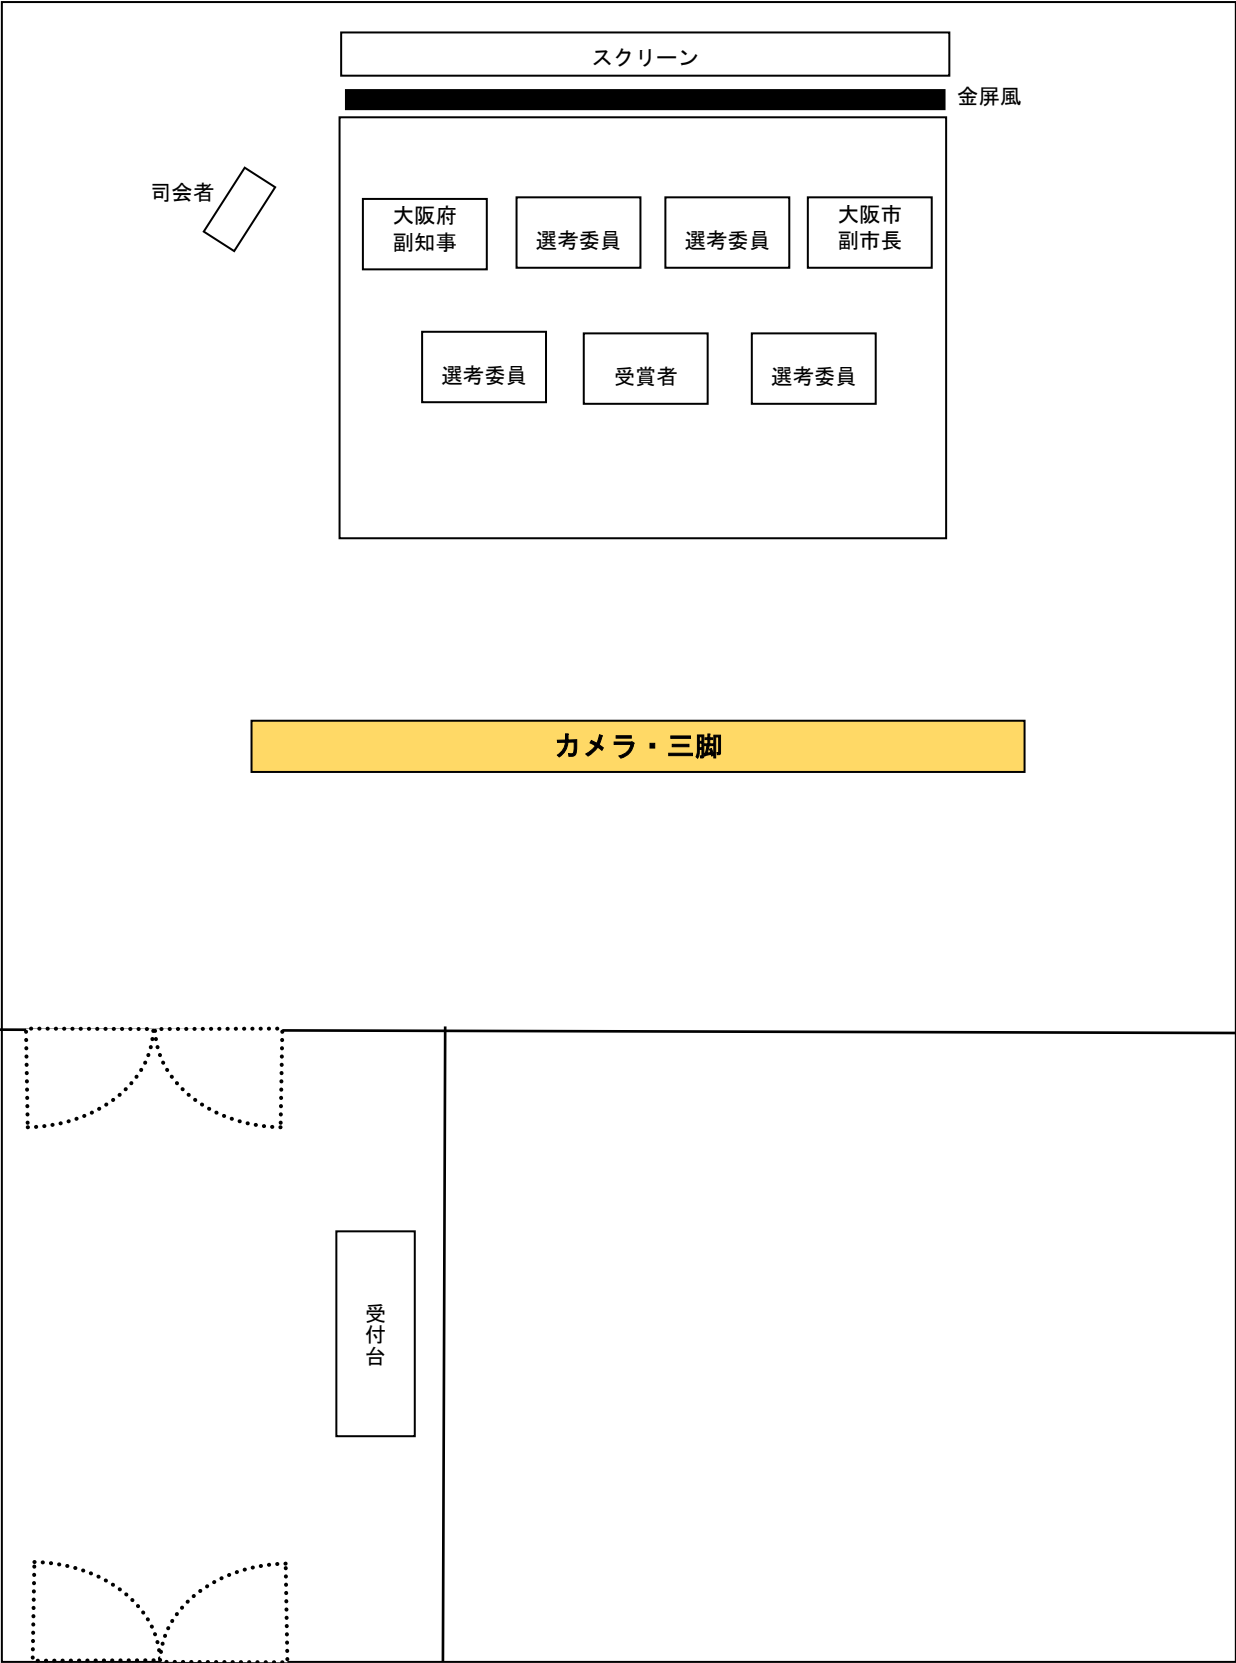 スクリーン
金屏風
司会者
大阪府
副知事
選考委員
選考委員
大阪市
副市長
選考委員
受賞者
選考委員
カメラ・三脚
受付台